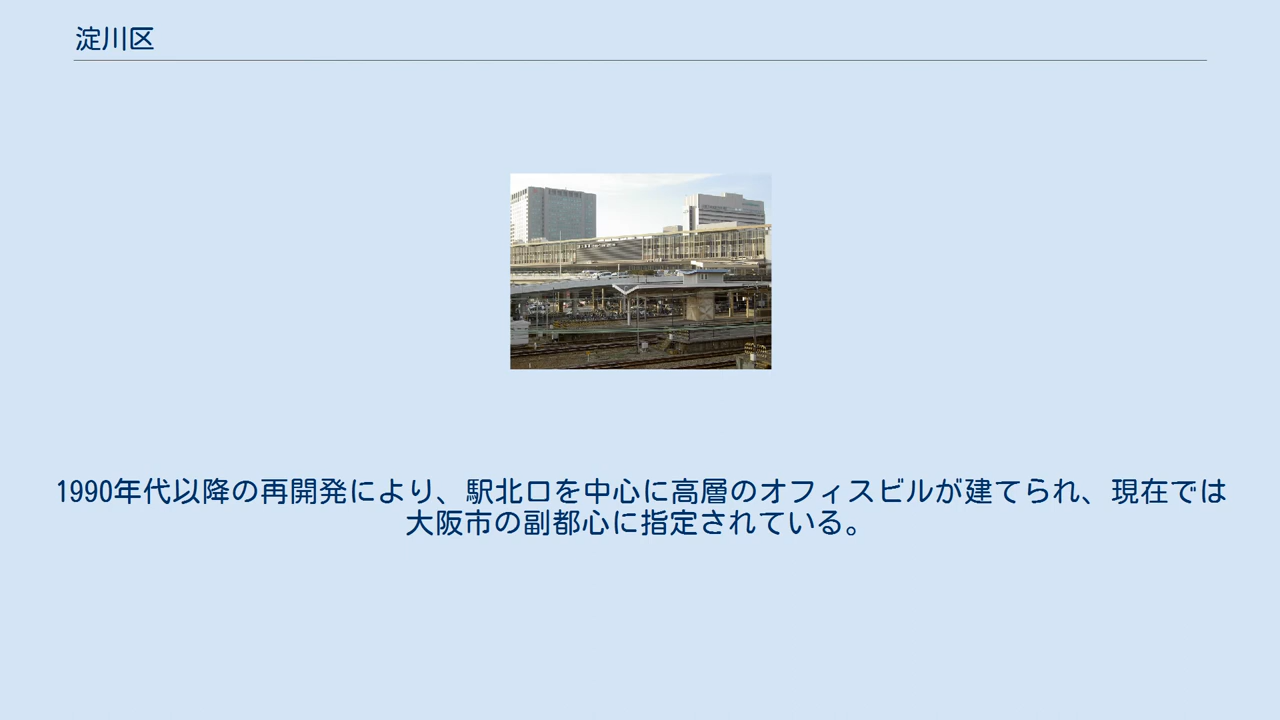 淀川区
1990年代以降の再開発により、駅北口を中心に高層のオフィスビルが建てられ、現在では
大阪市の副都心に指定されている。